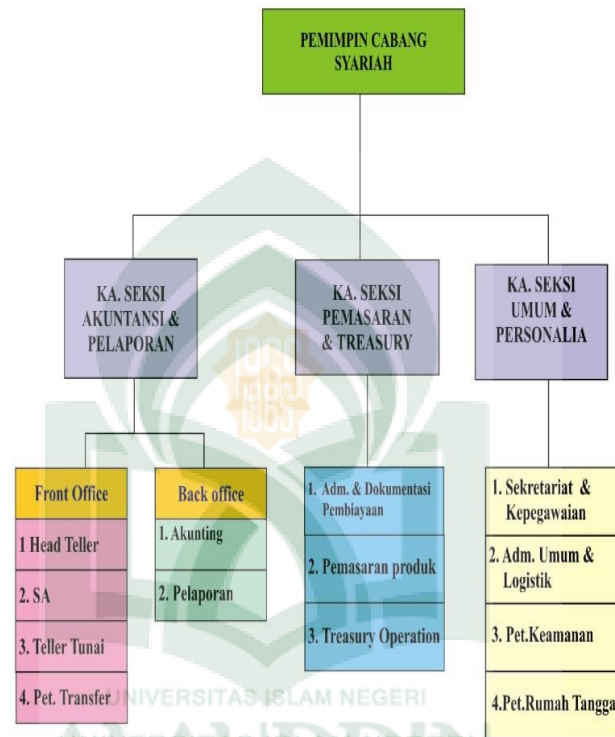 PEMIMPIN CABANG
SYARIAH
KA. SEKSI
AKUNTANSI &
PELAPORAN
KA. SEKSI
PEMASARAN
& TREASURY
KA. SEKSI
UMUM &
PERSONALIA
Front Office
1 Head Teller
2. SA
3. Teller Tunai
4. Pet. Transfer
Back office
1. Akunting
2. Pelaporan
1. Adm. & Dokumentasi
Pembiayaan
2. Pemasaran produk
3. Treasury Operation
1. Sekretariat &
Kepegawaian
2. Adm. Umum &
Logistik
3. Pet.Keamanan
4.Pet.Rumah Tangga
1965
UNIVERSITAS ISLAM NEGERI